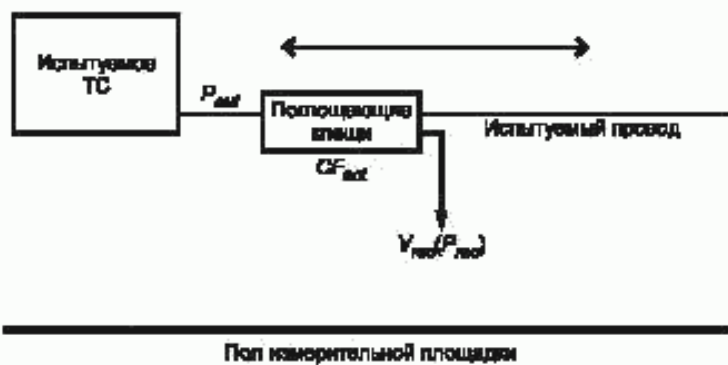 Испытуемое
ТС
P_out
Поглощающие
клещи
Испытуемый провод
CF_act
V_rec(P_rec)
Пол измерительной площадки